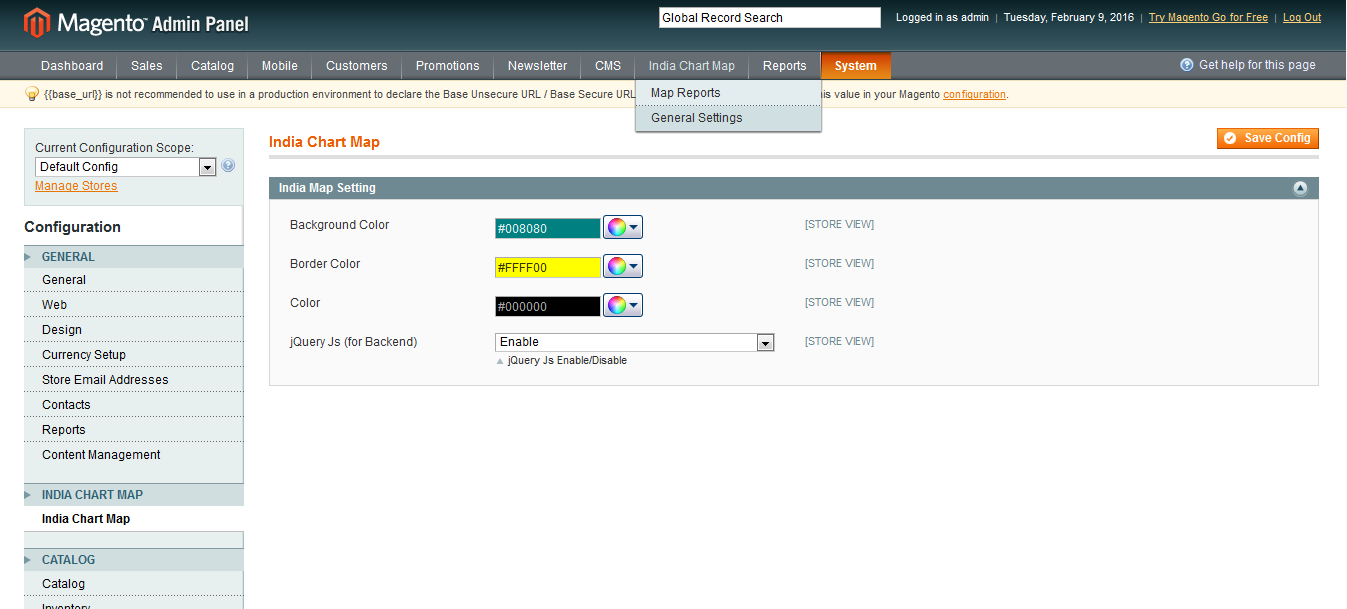 Magento Admin Panel
Global Record Search
Logged in as admin | Tuesday, February 9, 2016 | Try Magento Go for Free | Log Out
Dashboard Sales Catalog Mobile Customers Promotions Newsletter CMS India Chart Map Reports System Get help for this page
{{base_url}} is not recommended to use in a production environment to declare the Base Unsecure URL / Base Secure URL is value in your Magento configuration.
Map Reports
General Settings
Current Configuration Scope:
Default Config
Manage Stores
Configuration
GENERAL
General
Web
Design
Currency Setup
Store Email Addresses
Contacts
Reports
Content Management
INDIA CHART MAP
India Chart Map
CATALOG
Catalog
Inventory
India Chart Map
Save Config
India Map Setting
Background Color #008080 [STORE VIEW]
Border Color #FFFF00 [STORE VIEW]
Color #000000 [STORE VIEW]
jQuery Js (for Backend) Enable [STORE VIEW]
jQuery Js Enable/Disable